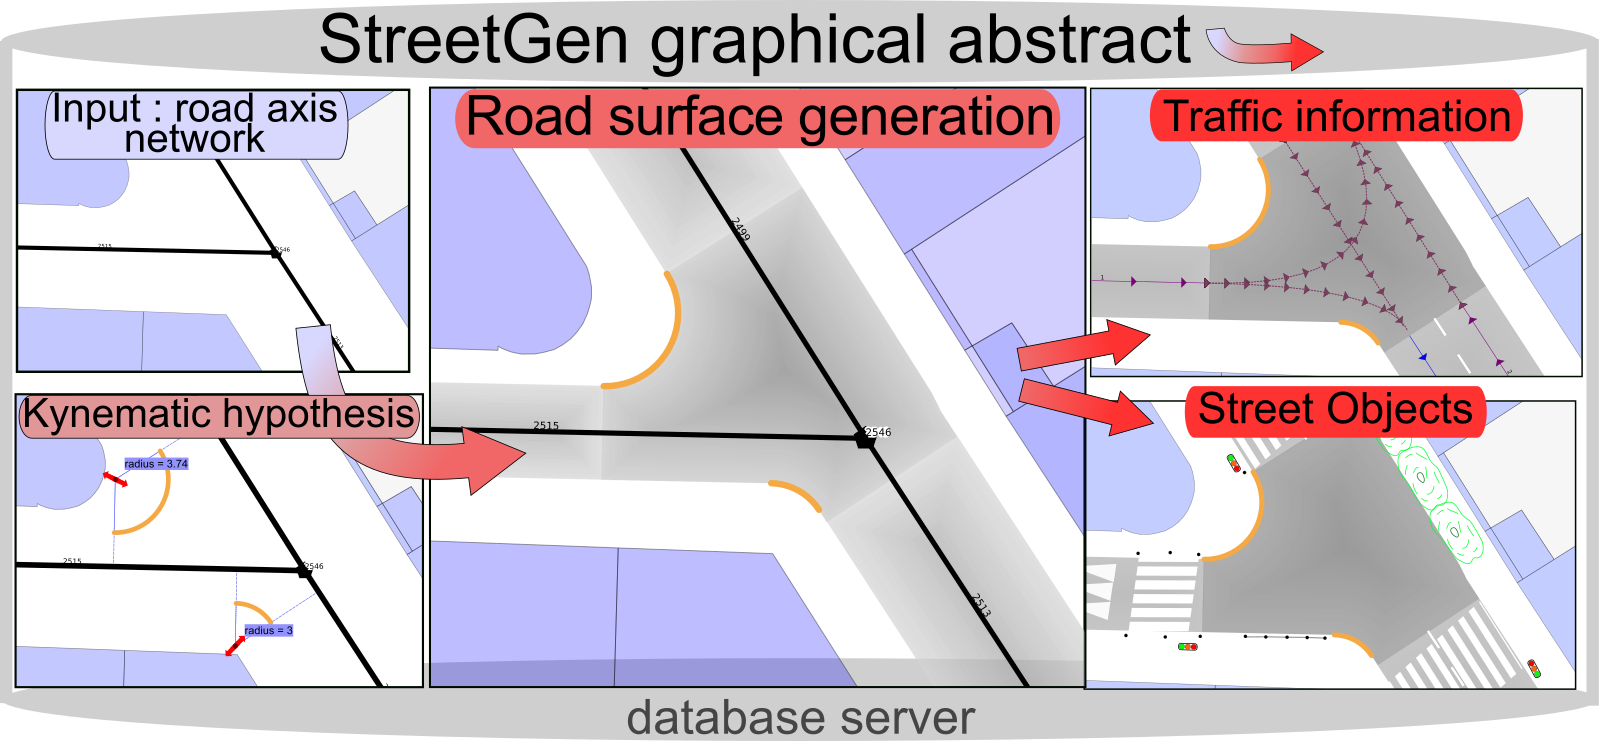 StreetGen graphical abstract
Input : road axis
network
2515
2546
Kynematic hypothesis
radius = 3.74
2515
2546
radius = 3
Road surface generation
2499
2515
2546
2513
Traffic information
1
Street Objects
database server